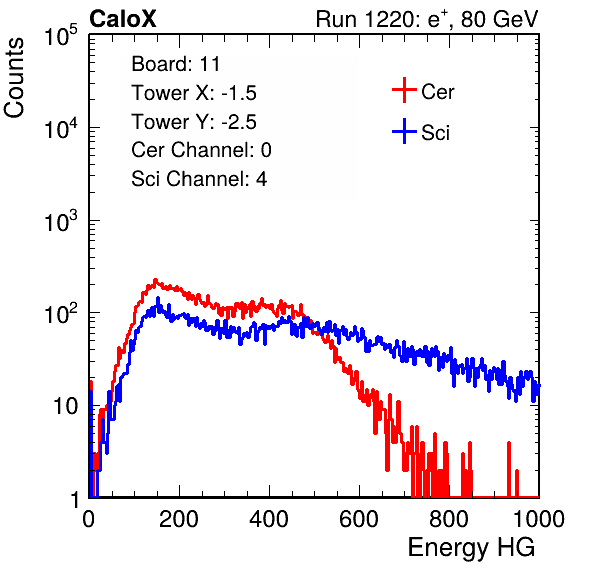 CaloX Run 1220: e⁺, 80 GeV
Counts
Board: 11
Tower X: -1.5
Tower Y: -2.5
Cer Channel: 0
Sci Channel: 4
Cer
Sci
10⁵
10⁴
10³
10²
10
1
0 200 400 600 800 1000
Energy HG